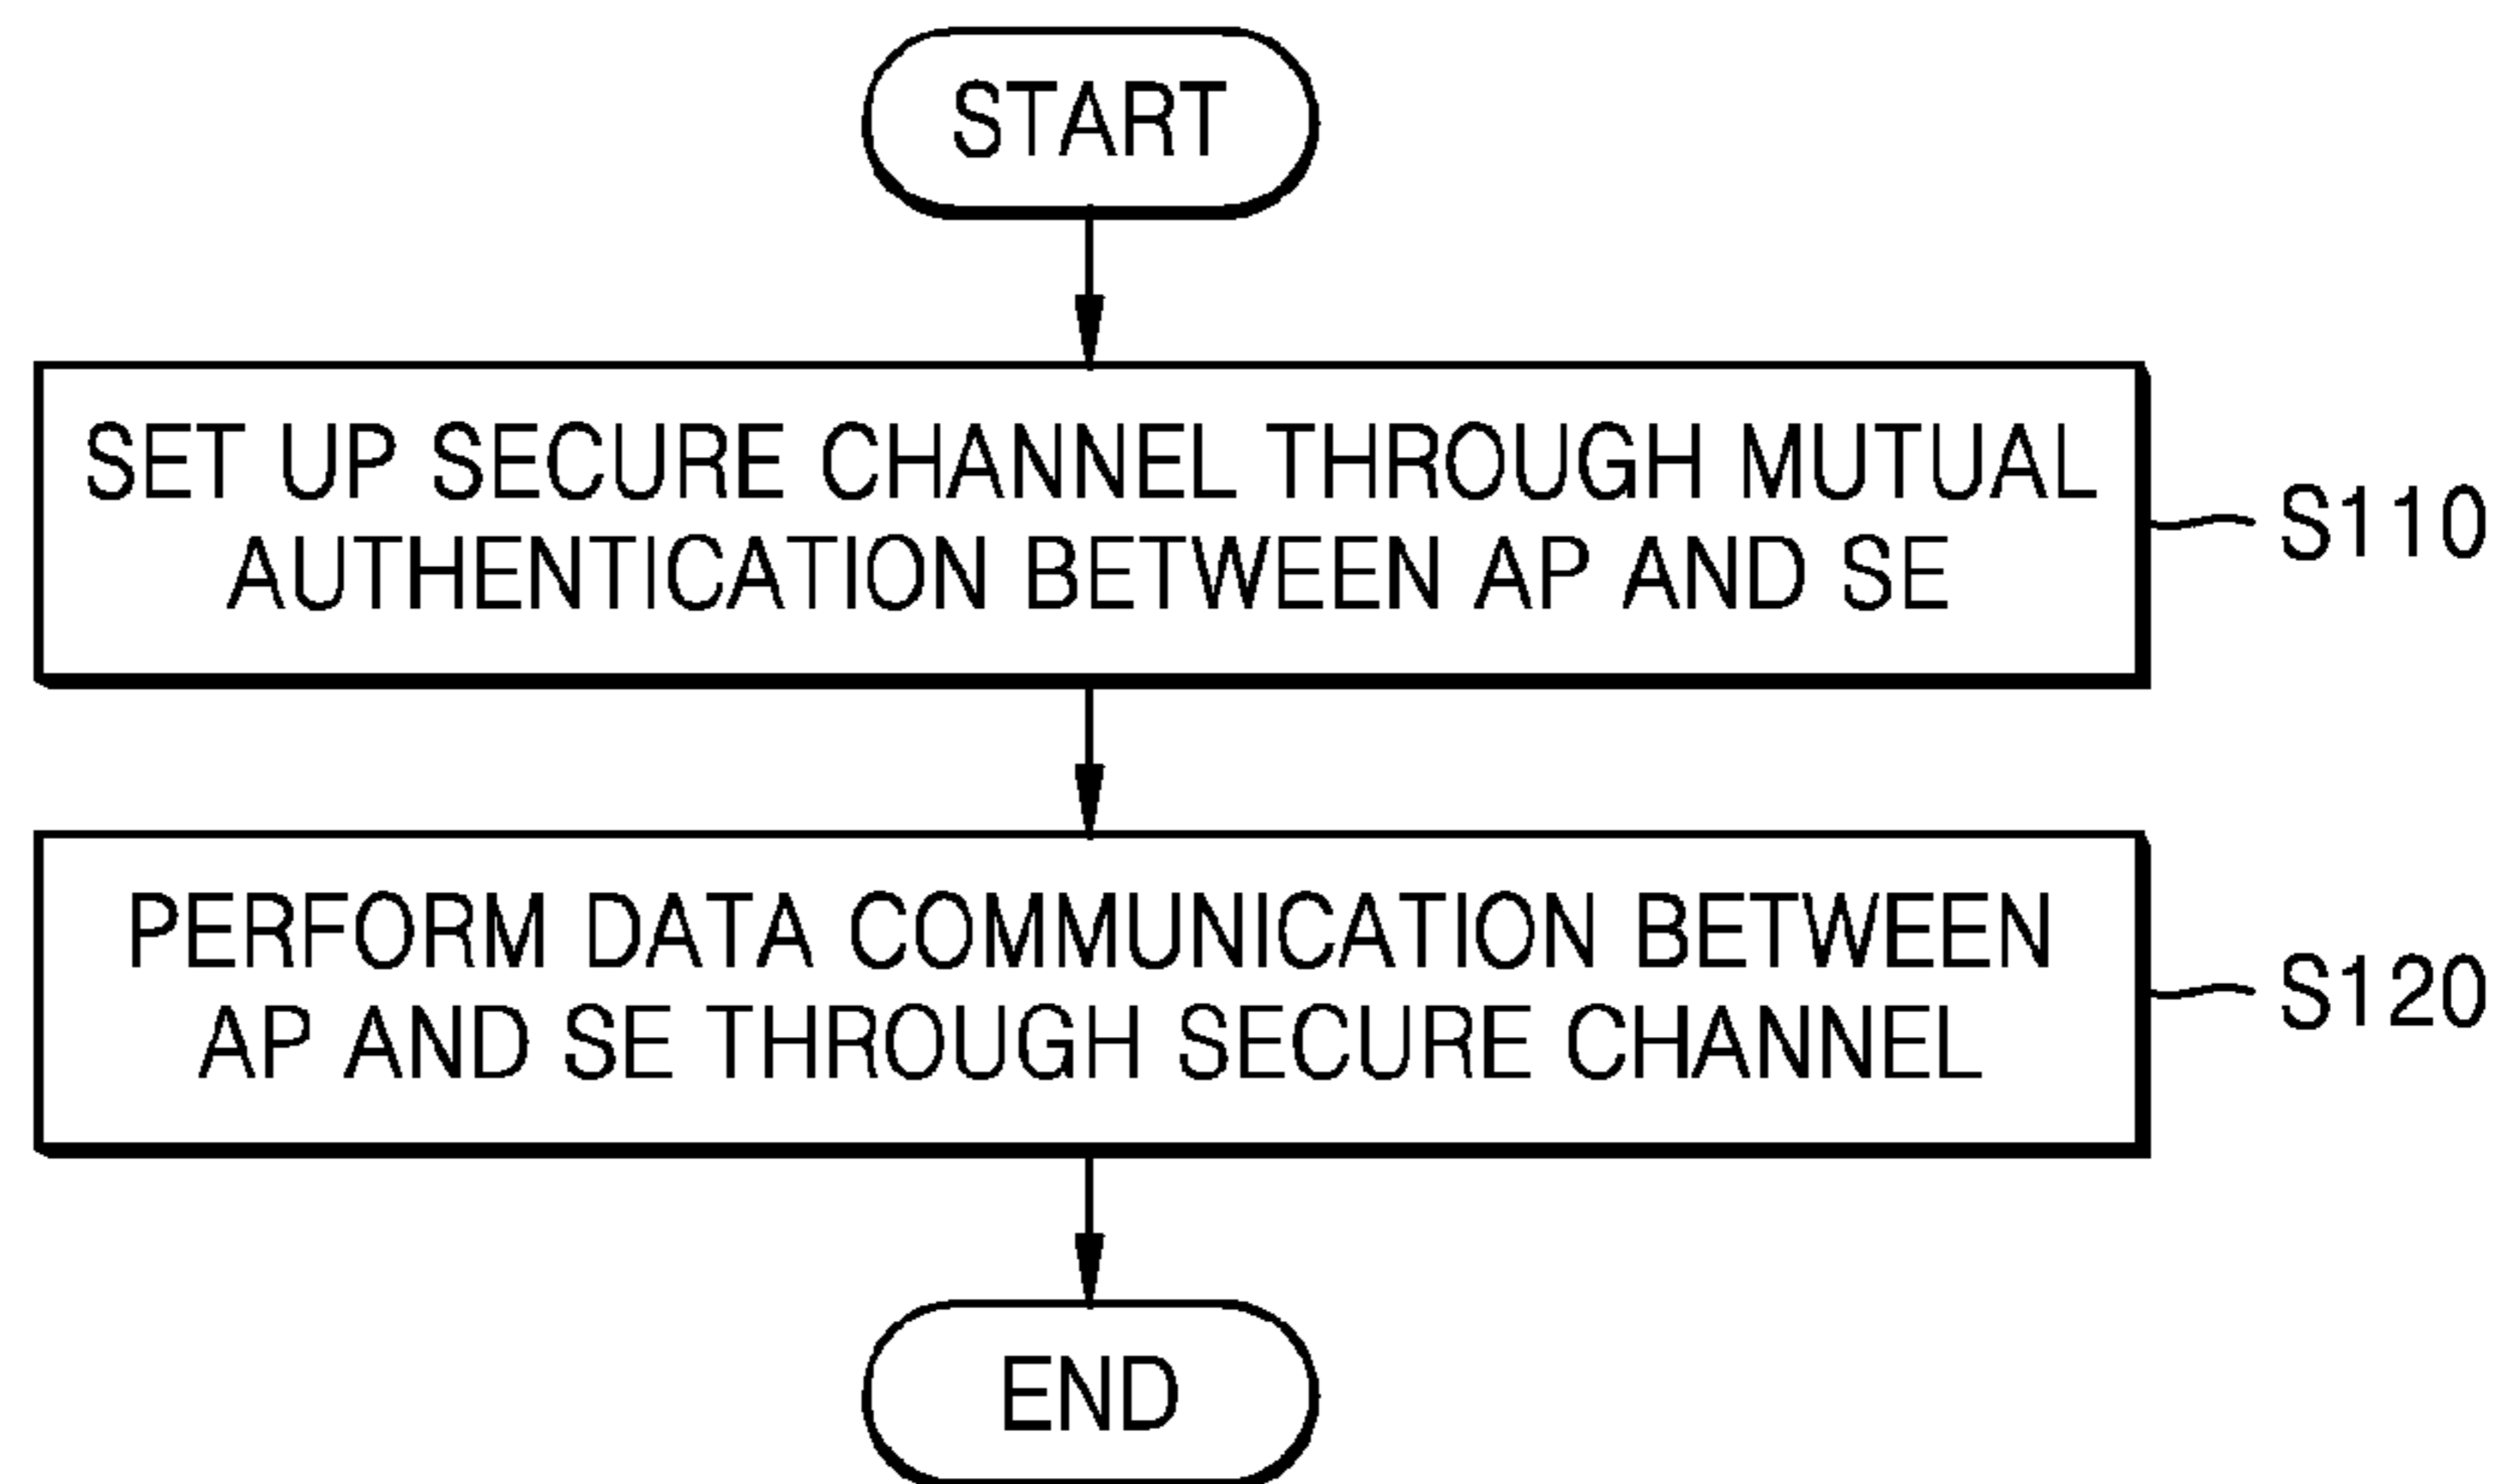 START
SET UP SECURE CHANNEL THROUGH MUTUAL
AUTHENTICATION BETWEEN AP AND SE
S110
PERFORM DATA COMMUNICATION BETWEEN
AP AND SE THROUGH SECURE CHANNEL
S120
END